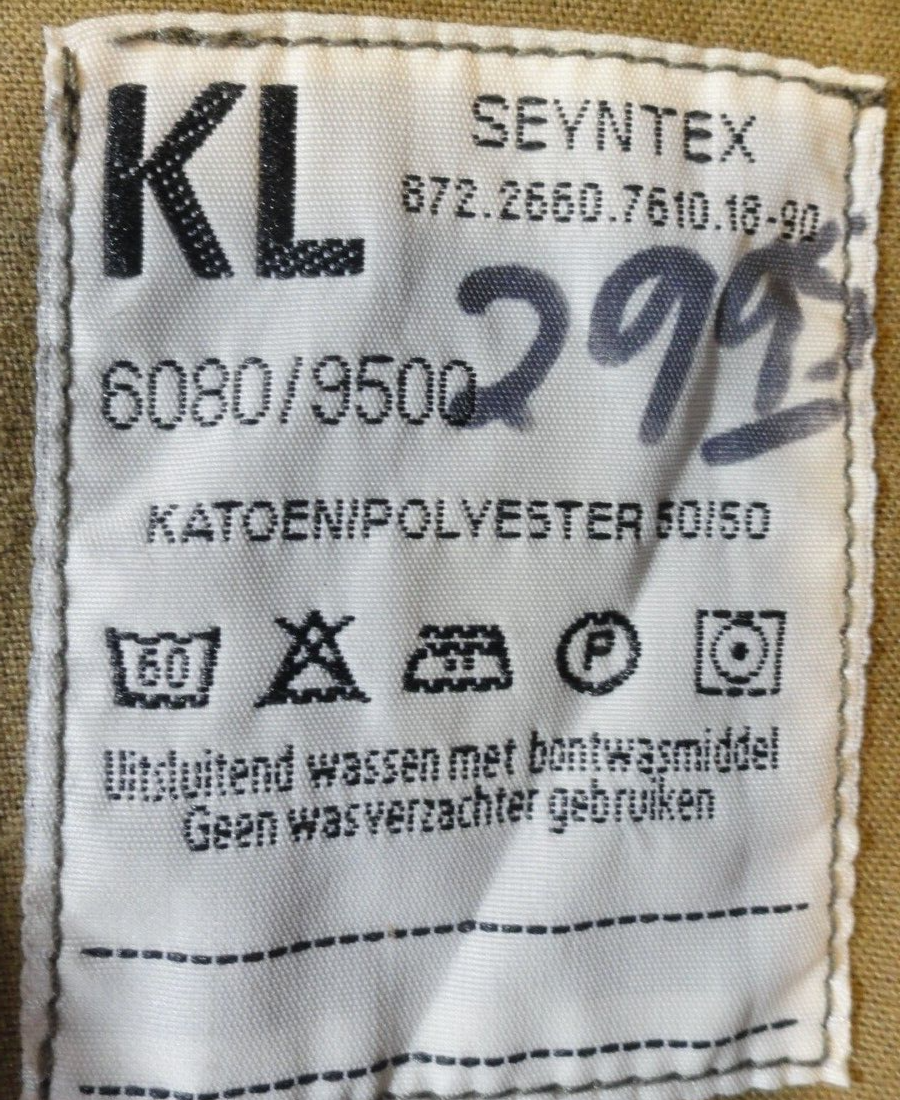 KL
SEYNTEX
872.2660.7610.18-90
2995
6080/9500
KATOEN/POLYESTER 50/50
60
P
Uitsluitend wassen met bontwasmiddel
Geen wasverzachter gebruiken